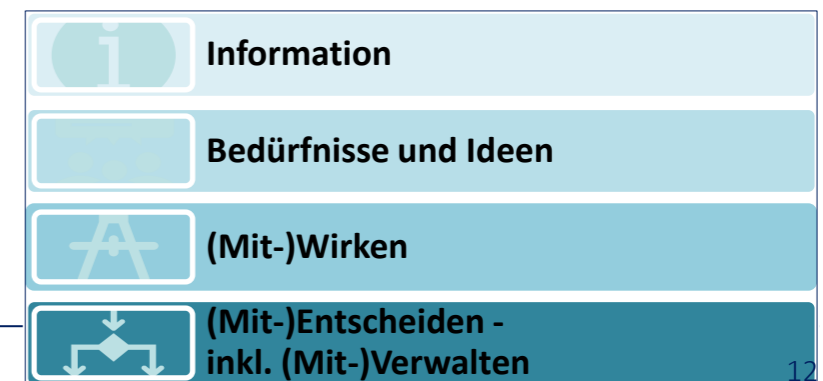 Information
Bedürfnisse und Ideen
(Mit-)Wirken
(Mit-)Entscheiden -
inkl. (Mit-)Verwalten
12